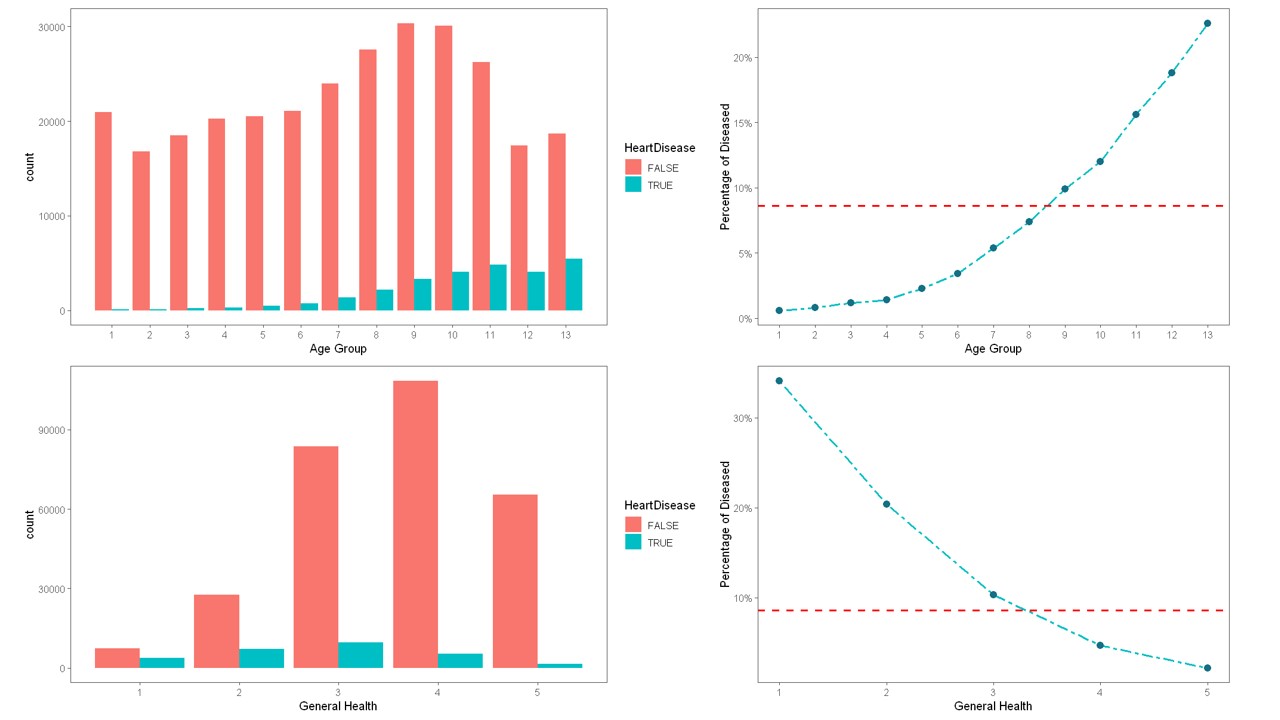 30000
20000
10000
0
count
1 2 3 4 5 6 7 8 9 10 11 12 13
Age Group
HeartDisease
FALSE
TRUE
20%
15%
10%
5%
0%
Percentage of Diseased
1 2 3 4 5 6 7 8 9 10 11 12 13
Age Group
90000
60000
30000
0
count
1 2 3 4 5
General Health
HeartDisease
FALSE
TRUE
30%
20%
10%
Percentage of Diseased
1 2 3 4 5
General Health